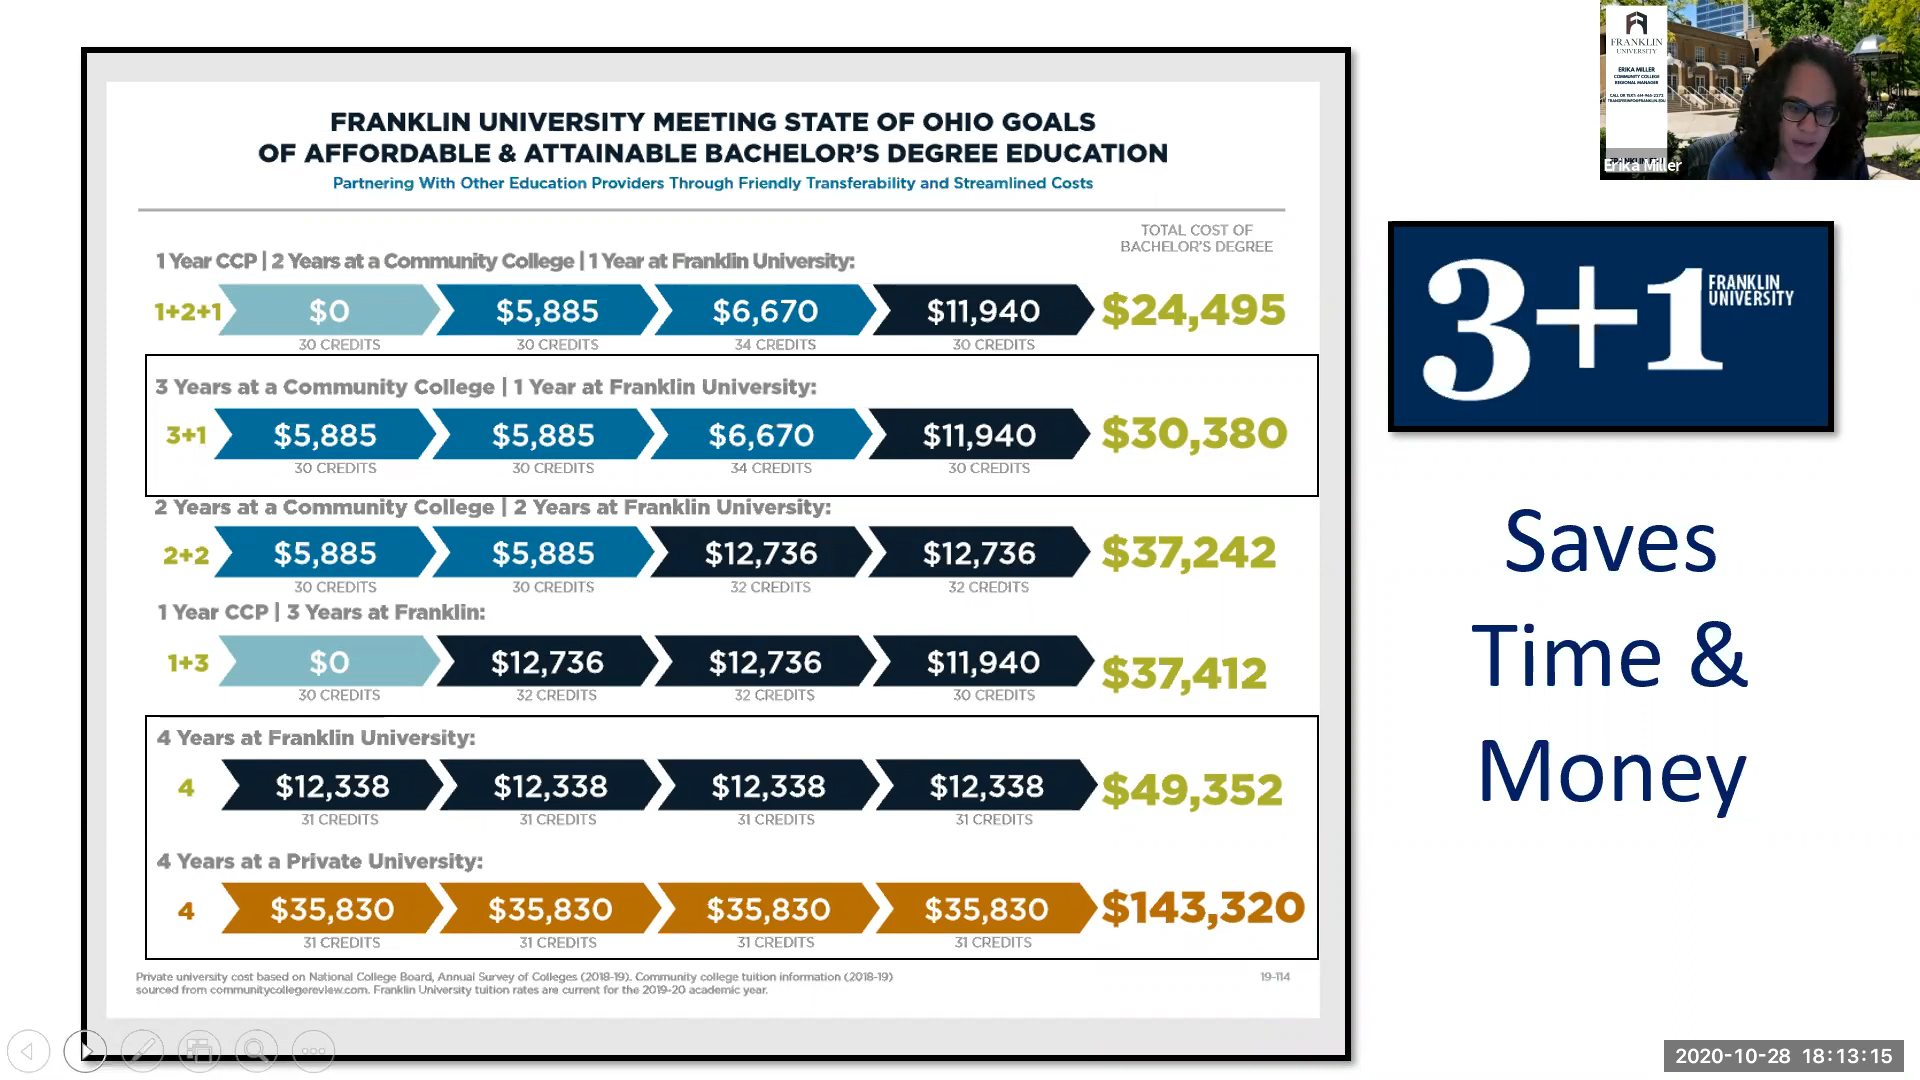 FRANKLIN UNIVERSITY MEETING STATE OF OHIO GOALS
OF AFFORDABLE & ATTAINABLE BACHELOR'S DEGREE EDUCATION
Partnering With Other Education Providers Through Friendly Transferability and Streamlined Costs
TOTAL COST OF
BACHELOR'S DEGREE
1 Year CCP | 2 Years at a Community College | 1 Year at Franklin University:
1+2+1 $0 $5,885 $6,670 $11,940 $24,495
30 CREDITS 30 CREDITS 34 CREDITS 30 CREDITS
3 Years at a Community College | 1 Year at Franklin University:
3+1 $5,885 $5,885 $6,670 $11,940 $30,380
30 CREDITS 30 CREDITS 34 CREDITS 30 CREDITS
2 Years at a Community College | 2 Years at Franklin University:
2+2 $5,885 $5,885 $12,736 $12,736 $37,242
30 CREDITS 30 CREDITS 32 CREDITS 32 CREDITS
1 Year CCP | 3 Years at Franklin:
1+3 $0 $12,736 $12,736 $11,940 $37,412
30 CREDITS 32 CREDITS 32 CREDITS 30 CREDITS
4 Years at Franklin University:
4 $12,338 $12,338 $12,338 $12,338 $49,352
31 CREDITS 31 CREDITS 31 CREDITS 31 CREDITS
4 Years at a Private University:
4 $35,830 $35,830 $35,830 $35,830 $143,320
31 CREDITS 31 CREDITS 31 CREDITS 31 CREDITS
Private university cost based on National College Board, Annual Survey of Colleges (2018-19). Community college tuition information (2018-19)
sourced from communitycollegereview.com. Franklin University tuition rates are current for the 2019-20 academic year.
19-114
FRANKLIN
UNIVERSITY
ERIKA MILLER
COMMUNITY COLLEGE
REGIONAL MANAGER
Erika Miller
3+1 FRANKLIN
UNIVERSITY
Saves
Time &
Money
2020-10-28 18:13:15